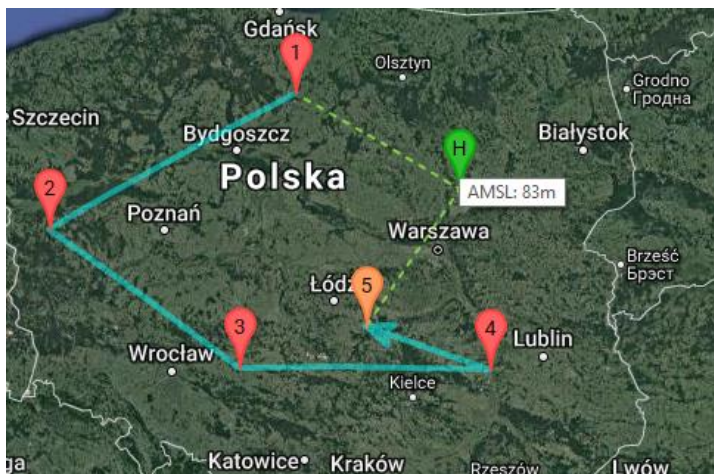 Gdańsk
1
Olsztyn
Grodno
Гродна
Szczecin
Bydgoszcz
H
Białystok
Polska
AMSL: 83m
2
Poznań
Warszawa
Brześć
Брэст
Łódź
5
3
4
Wrocław
Lublin
Kielce
Katowice
Kraków
Rzeszów
Lwów